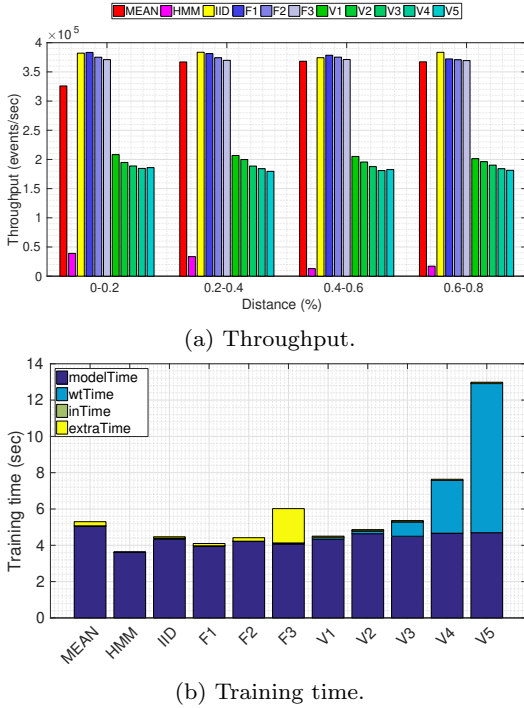 MEAN HMM IID F1 F2 F3 V1 V2 V3 V4 V5
× 10⁵
4
3.5
3
2.5
2
1.5
1
0.5
0
Throughput (events/sec)
0-0.2 0.2-0.4 0.4-0.6 0.6-0.8
Distance (%)
(a) Throughput.
14
12
10
8
6
4
2
0
Training time (sec)
modelTime
wtTime
inTime
extraTime
MEAN HMM IID F1 F2 F3 V1 V2 V3 V4 V5
(b) Training time.